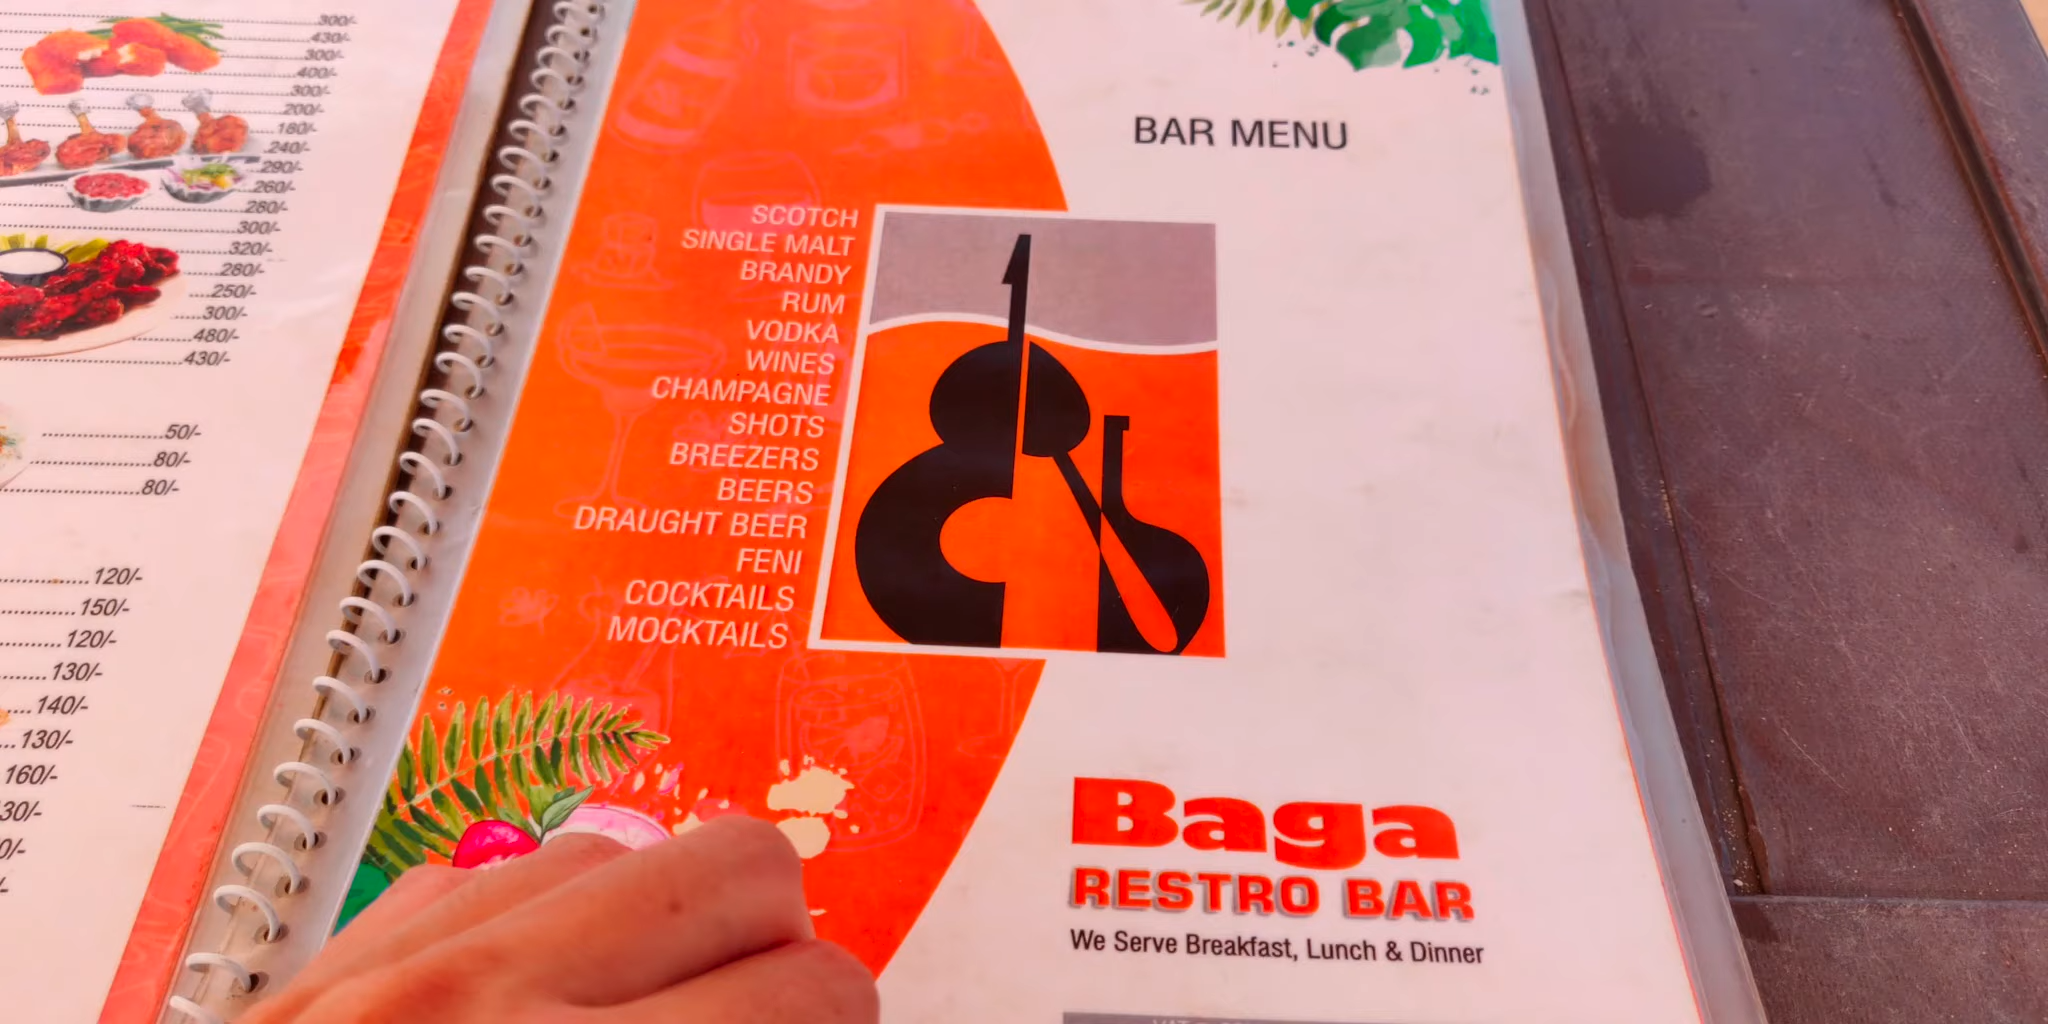 300/-
430/-
300/-
400/-
300/-
200/-
180/-
240/-
290/-
260/-
280/-
300/-
320/-
280/-
250/-
300/-
480/-
430/-
50/-
80/-
80/-
120/-
150/-
120/-
130/-
140/-
130/-
160/-
30/-
0/-
BAR MENU
SCOTCH
SINGLE MALT
BRANDY
RUM
VODKA
WINES
CHAMPAGNE
SHOTS
BREEZERS
BEERS
DRAUGHT BEER
FENI
COCKTAILS
MOCKTAILS
Baga
RESTRO BAR
We Serve Breakfast, Lunch & Dinner